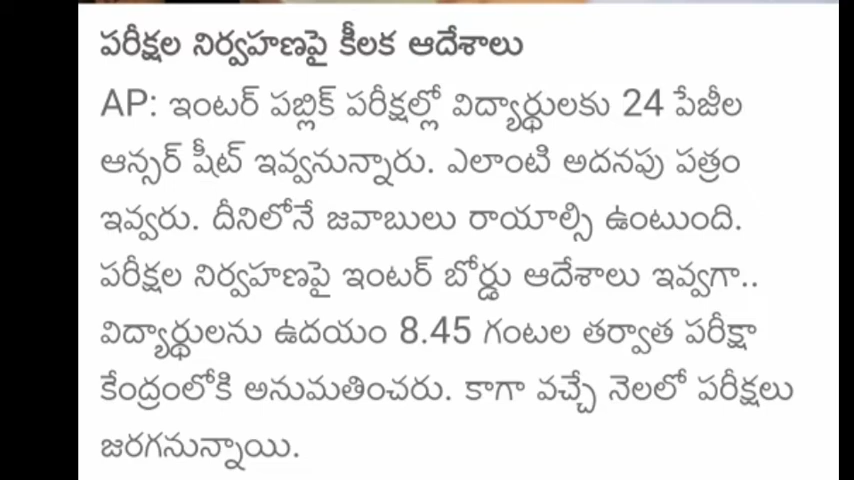 పరీక్షల నిర్వహణపై కీలక ఆదేశాలు
AP: ఇంటర్ పబ్లిక్ పరీక్షల్లో విద్యార్థులకు 24 పేజీల
ఆన్సర్ షీట్ ఇవ్వనున్నారు. ఎలాంటి అదనపు పత్రం
ఇవ్వరు. దీనిలోనే జవాబులు రాయాల్సి ఉంటుంది.
పరీక్షల నిర్వహణపై ఇంటర్ బోర్డు ఆదేశాలు ఇవ్వగా..
విద్యార్థులను ఉదయం 8.45 గంటల తర్వాత పరీక్షా
కేంద్రంలోకి అనుమతించరు. కాగా వచ్చే నెలలో పరీక్షలు
జరగనున్నాయి.